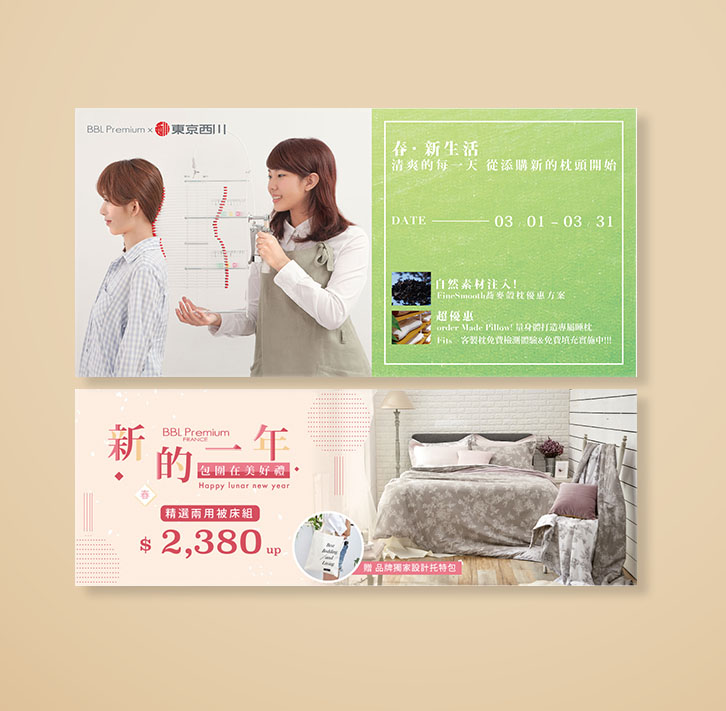 BBL Premium × 東京西川
春・新生活
清爽的每一天 從添購新的枕頭開始
DATE 03 / 01 – 03 / 31
自然素材注入!
FineSmooth蕎麥殼枕優惠方案
超優惠
order Made Pillow! 量身體打造專屬睡枕
Fits 客製枕免費檢測體驗&免費填充實施中!!!
新的一年
BBL Premium
FRANCE
包圍在美好禮
Happy lunar new year
春
精選兩用被床組
$ 2,380 up
Best
Bedding
and
Living
贈 品牌獨家設計托特包